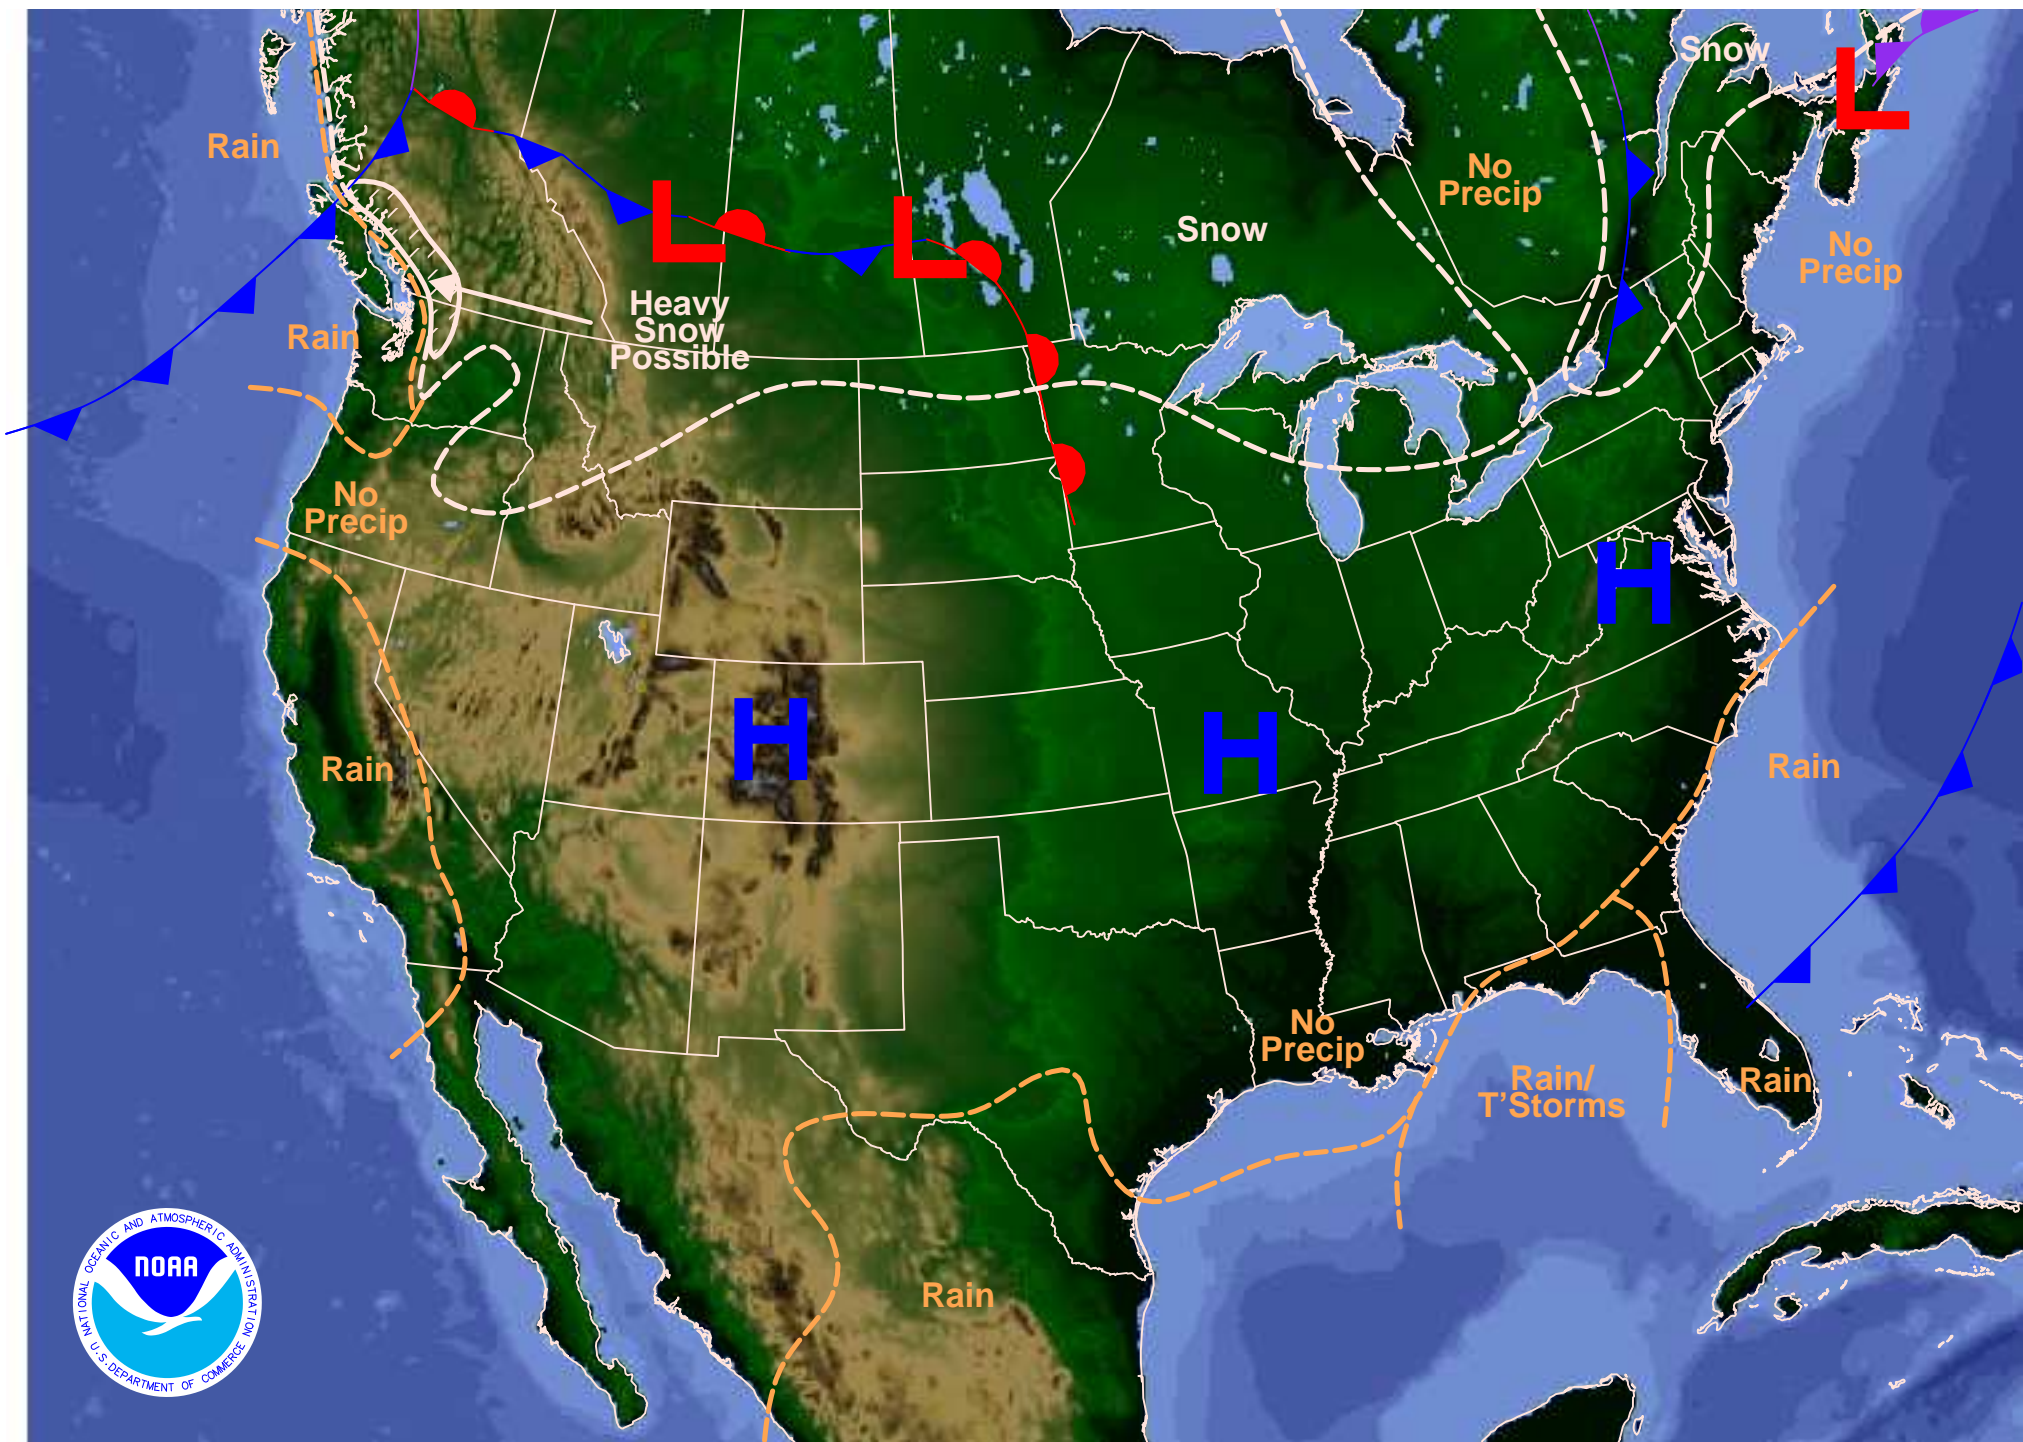 Snow
Rain
No
Precip
Snow
No
Precip
Heavy
Snow
Possible
Rain
No
Precip
Rain
Rain
No
Precip
Rain/
T'Storms
Rain
Rain
L
L
L
H
H
H
NATIONAL OCEANIC AND ATMOSPHERIC ADMINISTRATION
NOAA
U.S. DEPARTMENT OF COMMERCE